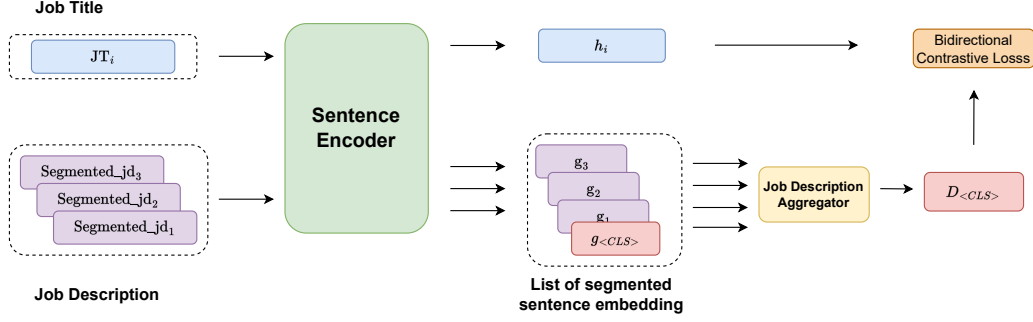 Job Title
JT_i
Sentence
Encoder
h_i
Bidirectional
Contrastive Losss
Segmented_jd_3
Segmented_jd_2
Segmented_jd_1
g_3
g_2
g_1
g_<CLS>
Job Description
Aggregator
D_<CLS>
Job Description
List of segmented
sentence embedding